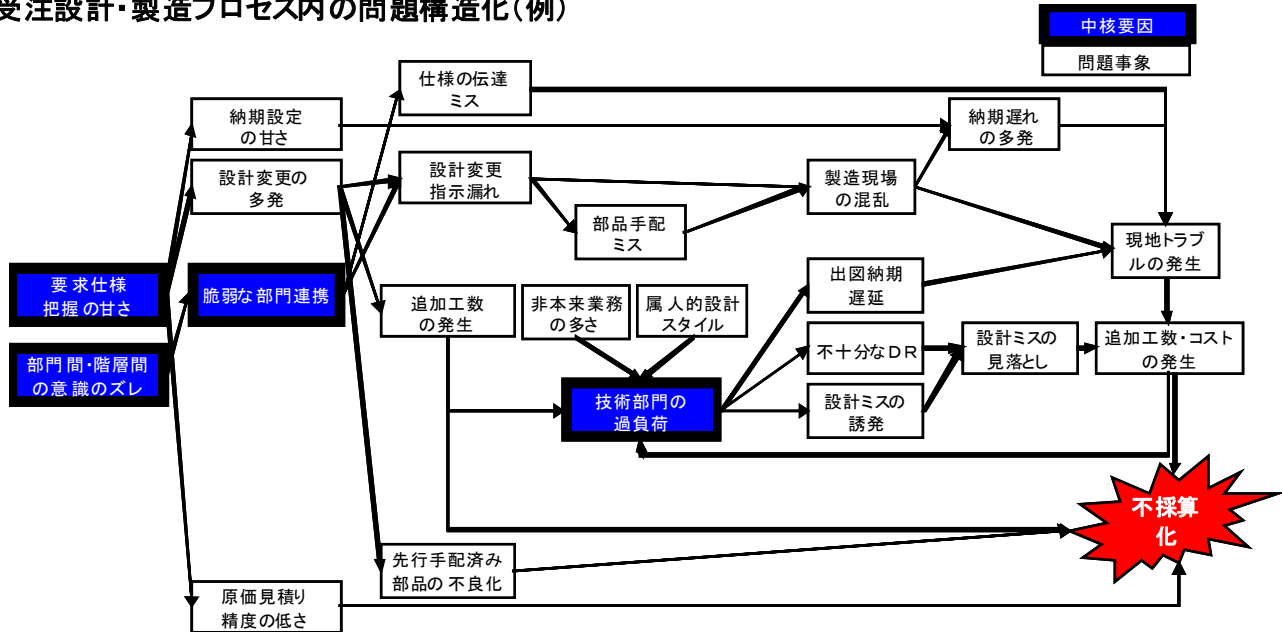 受注設計・製造プロセス内の問題構造化(例)
中核要因
問題事象
仕様の伝達
ミス
納期設定
の甘さ
納期遅れ
の多発
設計変更の
多発
設計変更
指示漏れ
製造現場
の混乱
部品手配
ミス
現地トラブ
ルの発生
要求仕様
把握の甘さ
脆弱な部門連携
追加工数
の発生
非本来業務
の多さ
属人的設計
スタイル
出図納期
遅延
部門間・階層間
の意識のズレ
不十分なDR
設計ミスの
見落とし
追加工数・コスト
の発生
技術部門の
過負荷
設計ミスの
誘発
不採算
化
先行手配済み
部品の不良化
原価見積り
精度の低さ